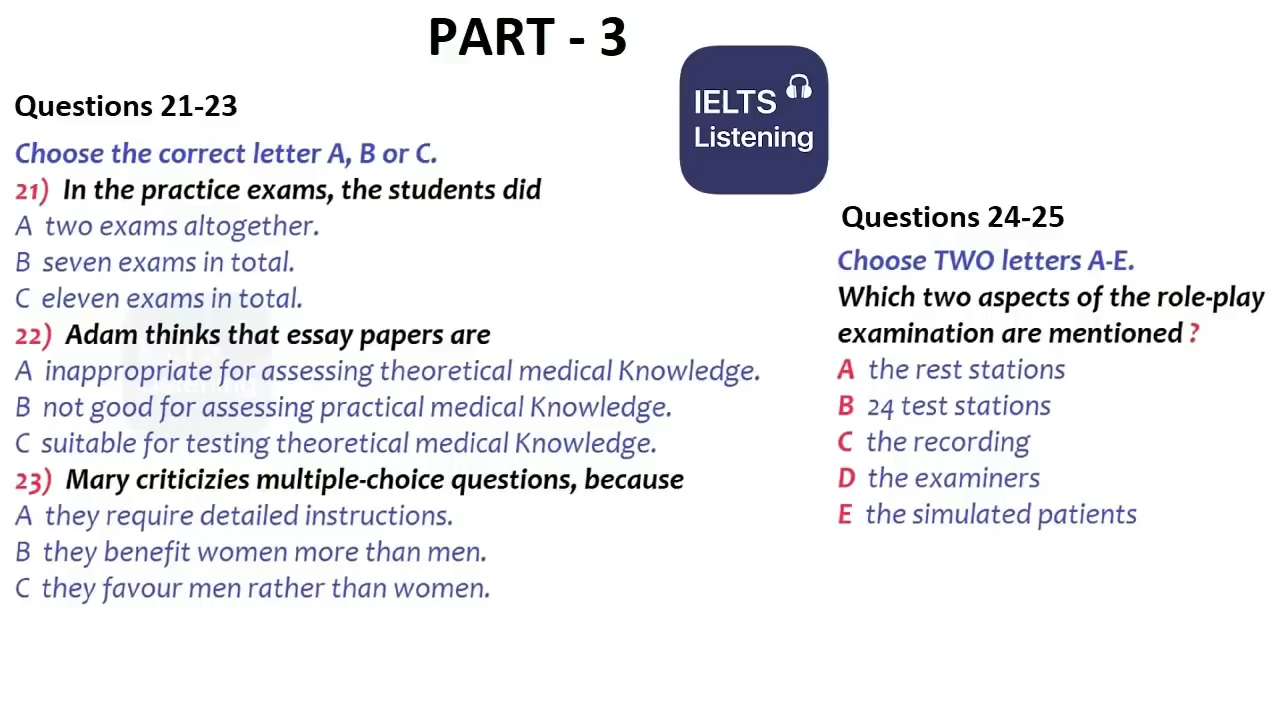 PART - 3
IELTS
Listening
Questions 21-23
Choose the correct letter A, B or C.
21) In the practice exams, the students did
A two exams altogether.
B seven exams in total.
C eleven exams in total.
22) Adam thinks that essay papers are
A inappropriate for assessing theoretical medical Knowledge.
B not good for assessing practical medical Knowledge.
C suitable for testing theoretical medical Knowledge.
23) Mary criticizies multiple-choice questions, because
A they require detailed instructions.
B they benefit women more than men.
C they favour men rather than women.
Questions 24-25
Choose TWO letters A-E.
Which two aspects of the role-play
examination are mentioned ?
A the rest stations
B 24 test stations
C the recording
D the examiners
E the simulated patients